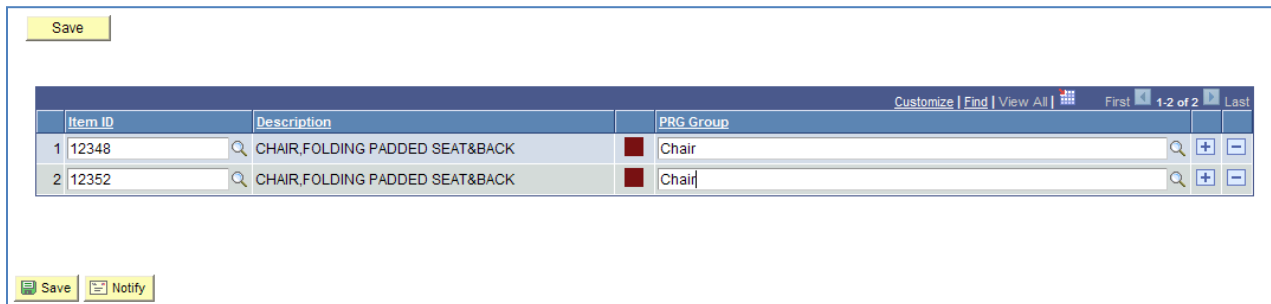 Save
Customize | Find | View All | First 1-2 of 2 Last
Item ID Description PRG Group
1 12348 CHAIR,FOLDING PADDED SEAT&BACK Chair
2 12352 CHAIR,FOLDING PADDED SEAT&BACK Chair
Save Notify